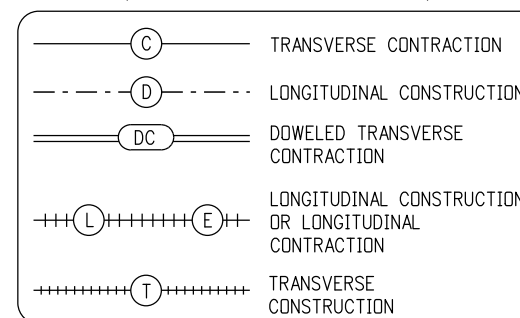 C TRANSVERSE CONTRACTION
D LONGITUDINAL CONSTRUCTION
DC DOWELED TRANSVERSE
CONTRACTION
LONGITUDINAL CONSTRUCTION
L E OR LONGITUDINAL
CONTRACTION
T TRANSVERSE
CONSTRUCTION